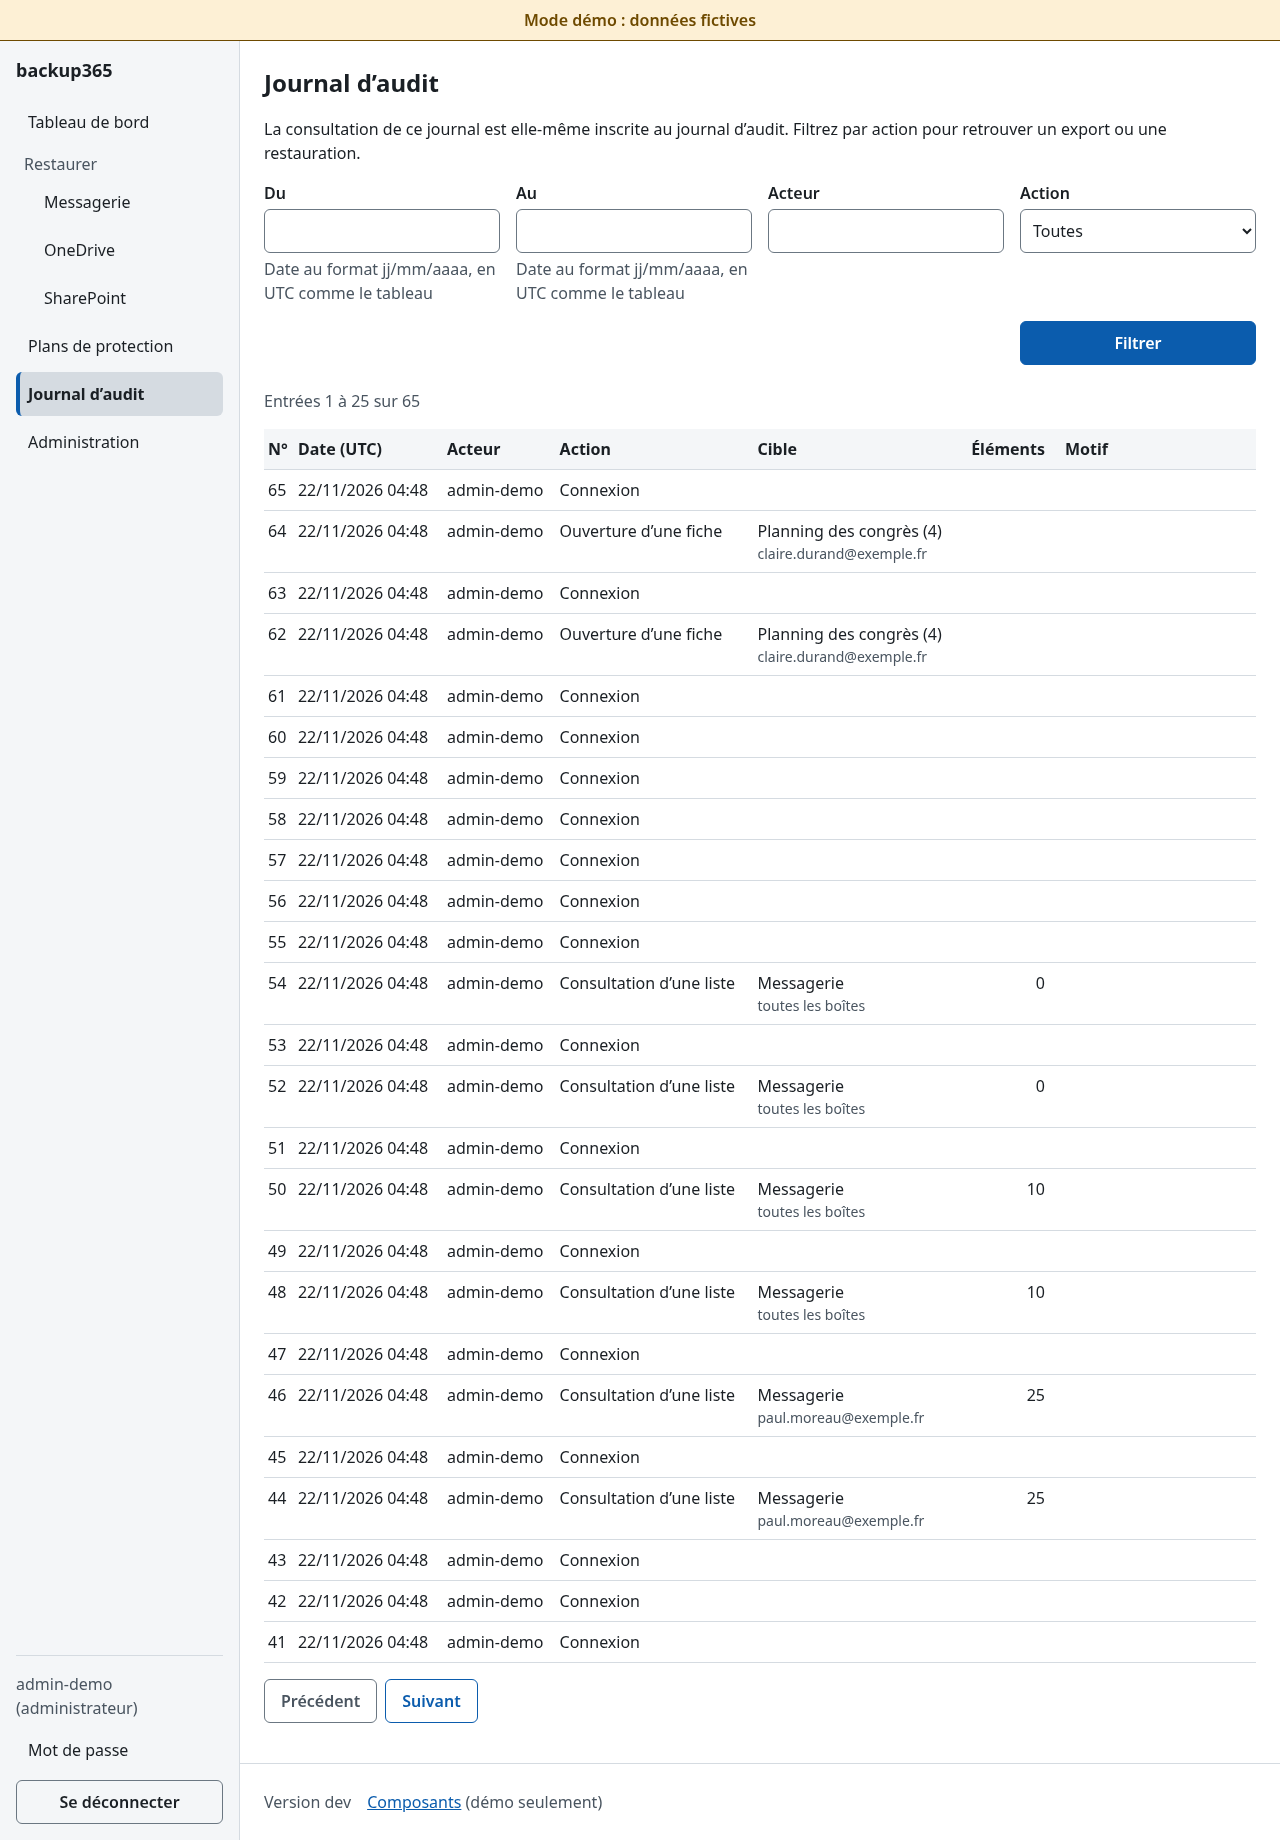 Mode démo : données fictives
backup365
Tableau de bord
Restaurer
Messagerie
OneDrive
SharePoint
Plans de protection
Journal d’audit
Administration
admin-demo
(administrateur)
Mot de passe
Se déconnecter
Journal d’audit
La consultation de ce journal est elle-même inscrite au journal d’audit. Filtrez par action pour retrouver un export ou une
restauration.
Du Au Acteur Action
Toutes
Date au format jj/mm/aaaa, en Date au format jj/mm/aaaa, en
UTC comme le tableau UTC comme le tableau
Filtrer
Entrées 1 à 25 sur 65
N° Date (UTC) Acteur Action Cible Éléments Motif
65 22/11/2026 04:48 admin-demo Connexion
64 22/11/2026 04:48 admin-demo Ouverture d’une fiche Planning des congrès (4)
claire.durand@exemple.fr
63 22/11/2026 04:48 admin-demo Connexion
62 22/11/2026 04:48 admin-demo Ouverture d’une fiche Planning des congrès (4)
claire.durand@exemple.fr
61 22/11/2026 04:48 admin-demo Connexion
60 22/11/2026 04:48 admin-demo Connexion
59 22/11/2026 04:48 admin-demo Connexion
58 22/11/2026 04:48 admin-demo Connexion
57 22/11/2026 04:48 admin-demo Connexion
56 22/11/2026 04:48 admin-demo Connexion
55 22/11/2026 04:48 admin-demo Connexion
54 22/11/2026 04:48 admin-demo Consultation d’une liste Messagerie 0
toutes les boîtes
53 22/11/2026 04:48 admin-demo Connexion
52 22/11/2026 04:48 admin-demo Consultation d’une liste Messagerie 0
toutes les boîtes
51 22/11/2026 04:48 admin-demo Connexion
50 22/11/2026 04:48 admin-demo Consultation d’une liste Messagerie 10
toutes les boîtes
49 22/11/2026 04:48 admin-demo Connexion
48 22/11/2026 04:48 admin-demo Consultation d’une liste Messagerie 10
toutes les boîtes
47 22/11/2026 04:48 admin-demo Connexion
46 22/11/2026 04:48 admin-demo Consultation d’une liste Messagerie 25
paul.moreau@exemple.fr
45 22/11/2026 04:48 admin-demo Connexion
44 22/11/2026 04:48 admin-demo Consultation d’une liste Messagerie 25
paul.moreau@exemple.fr
43 22/11/2026 04:48 admin-demo Connexion
42 22/11/2026 04:48 admin-demo Connexion
41 22/11/2026 04:48 admin-demo Connexion
Précédent Suivant
Version dev Composants (démo seulement)